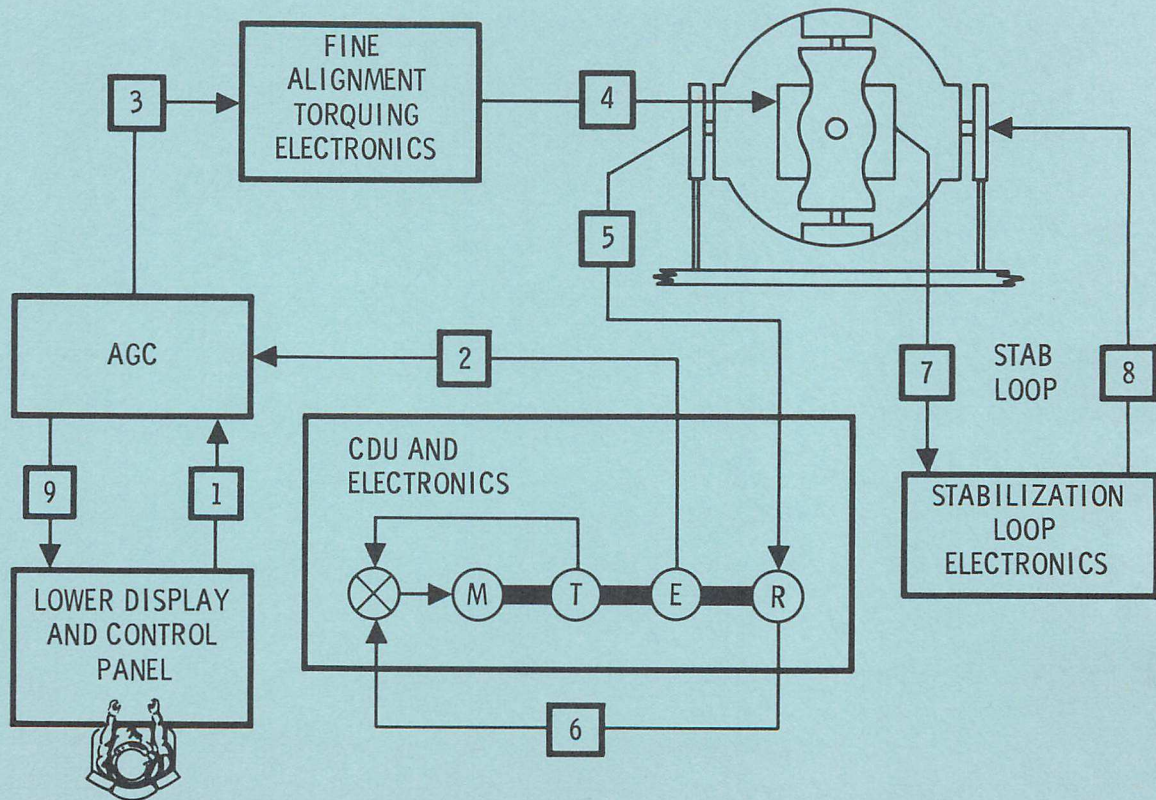 FINE
ALIGNMENT
TORQUING
ELECTRONICS
3
4
5
AGC
2
7
STAB
LOOP
8
9
1
CDU AND
ELECTRONICS
STABILIZATION
LOOP
ELECTRONICS
LOWER DISPLAY
AND CONTROL
PANEL
M
T
E
R
6